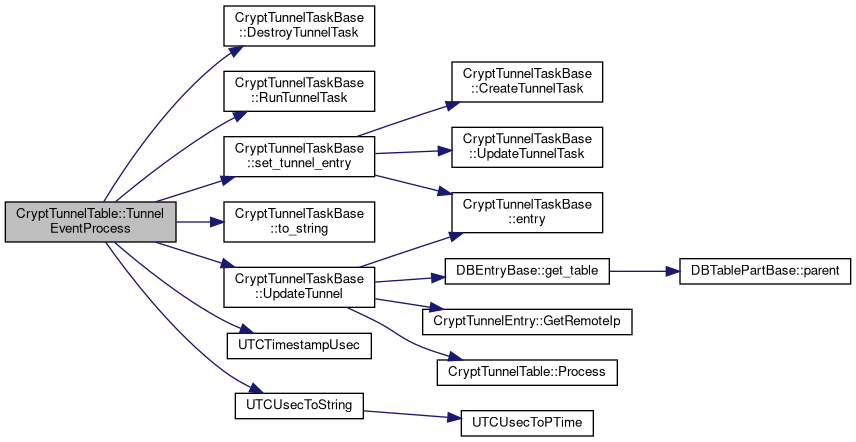 CryptTunnelTable::Tunnel
EventProcess
CryptTunnelTaskBase
::DestroyTunnelTask
CryptTunnelTaskBase
::RunTunnelTask
CryptTunnelTaskBase
::set_tunnel_entry
CryptTunnelTaskBase
::to_string
CryptTunnelTaskBase
::UpdateTunnel
UTCTimestampUsec
UTCUsecToString
CryptTunnelTaskBase
::CreateTunnelTask
CryptTunnelTaskBase
::UpdateTunnelTask
CryptTunnelTaskBase
::entry
DBEntryBase::get_table
CryptTunnelEntry::GetRemoteIp
CryptTunnelTable::Process
UTCUsecToPTime
DBTablePartBase::parent